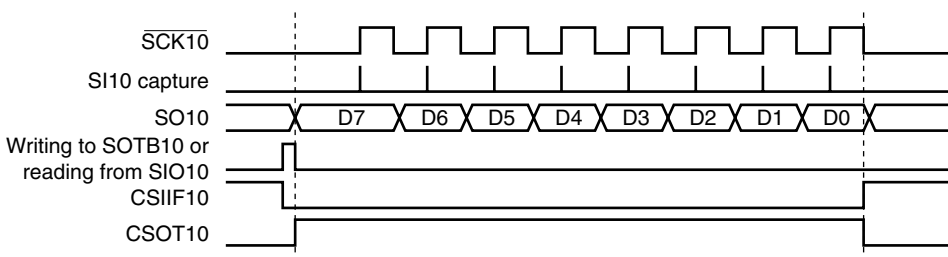 SCK10
SI10 capture
SO10 D7 D6 D5 D4 D3 D2 D1 D0
Writing to SOTB10 or
reading from SIO10
CSIIF10
CSOT10